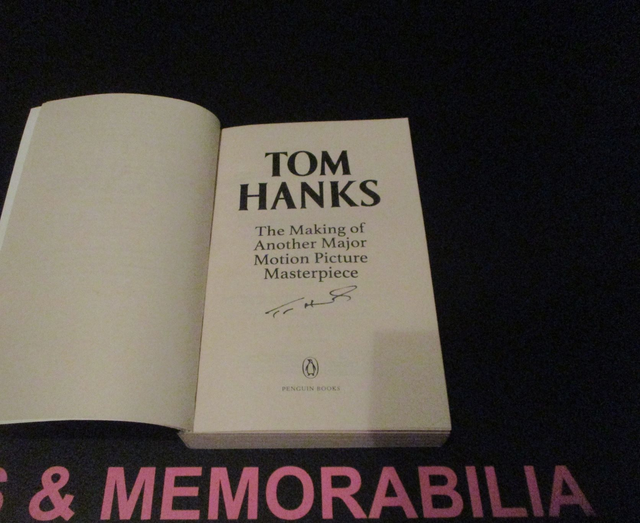 TOM
HANKS
The Making of
Another Major
Motion Picture
Masterpiece
PENGUIN BOOKS
S & MEMORABILIA